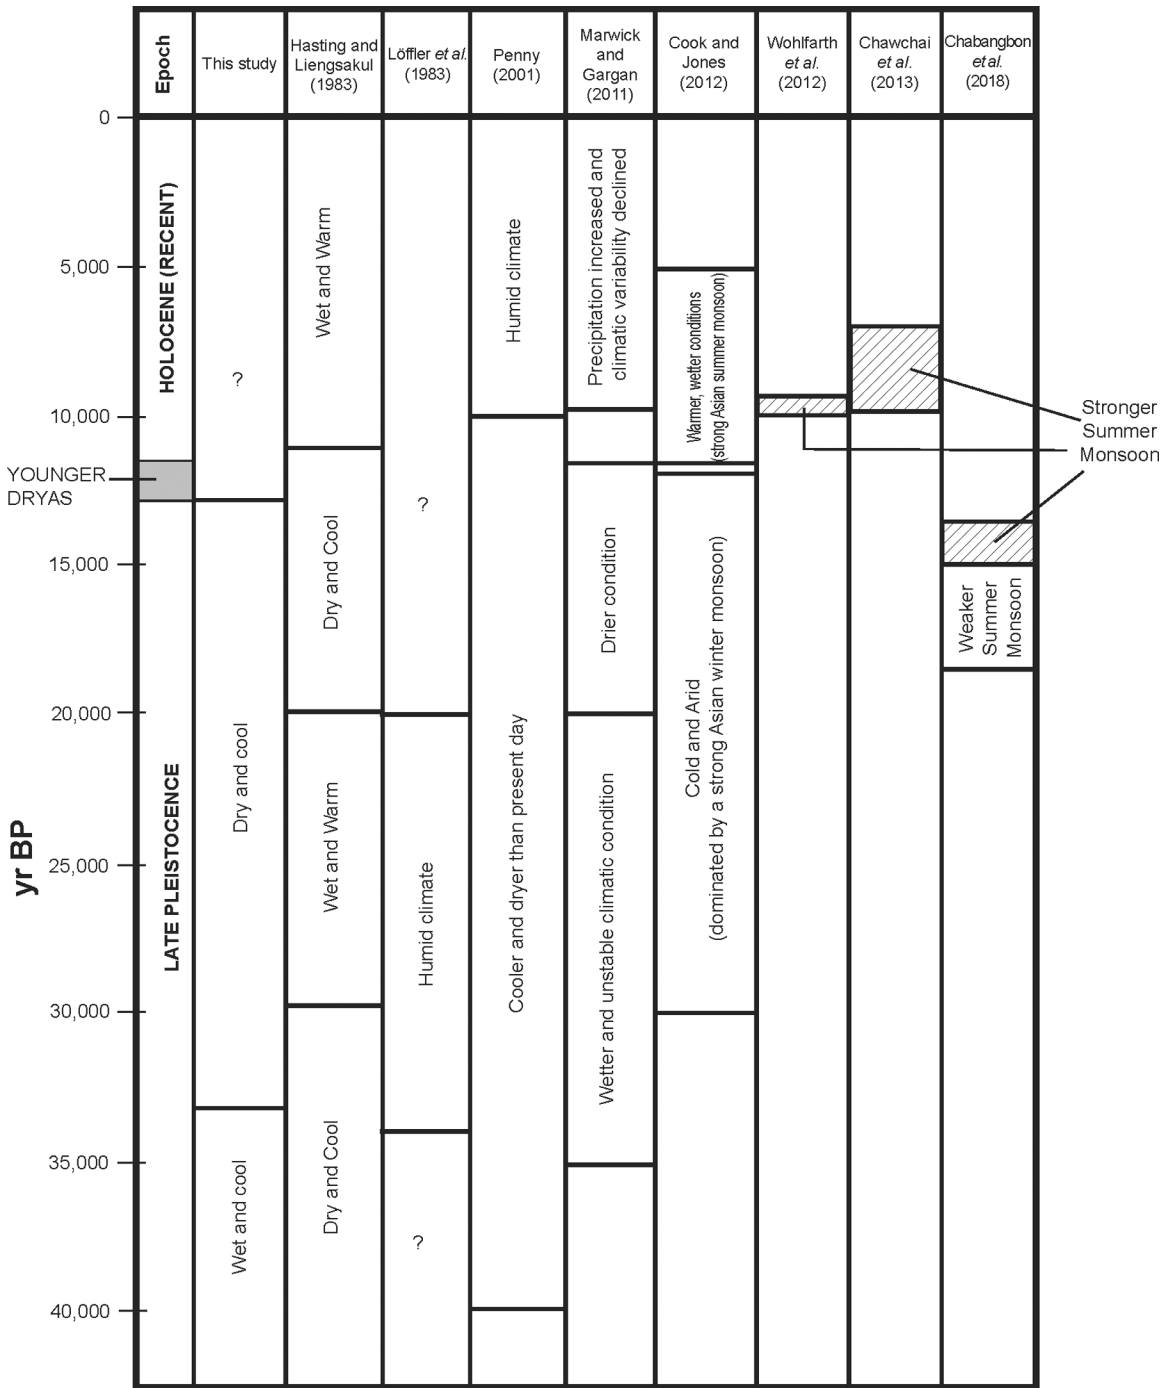 Epoch
This study
Hasting and
Liengsakul
(1983)
Löffler et al.
(1983)
Penny
(2001)
Marwick
and
Gargan
(2011)
Cook and
Jones
(2012)
Wohlfarth
et al.
(2012)
Chawchai
et al.
(2013)
Chabangbon
et al.
(2018)
yr BP
0
5,000
10,000
15,000
20,000
25,000
30,000
35,000
40,000
YOUNGER
DRYAS
HOLOCENE (RECENT)
LATE PLEISTOCENCE
?
Dry and cool
Wet and cool
Wet and Warm
Dry and Cool
Wet and Warm
Dry and Cool
?
Humid climate
?
Humid climate
Cooler and dryer than present day
Precipitation increased and
climatic variability declined
Drier condition
Wetter and unstable climatic condition
Warmer, wetter conditions
(strong Asian summer monsoon)
Cold and Arid
(dominated by a strong Asian winter monsoon)
Weaker
Summer
Monsoon
Stronger
Summer
Monsoon